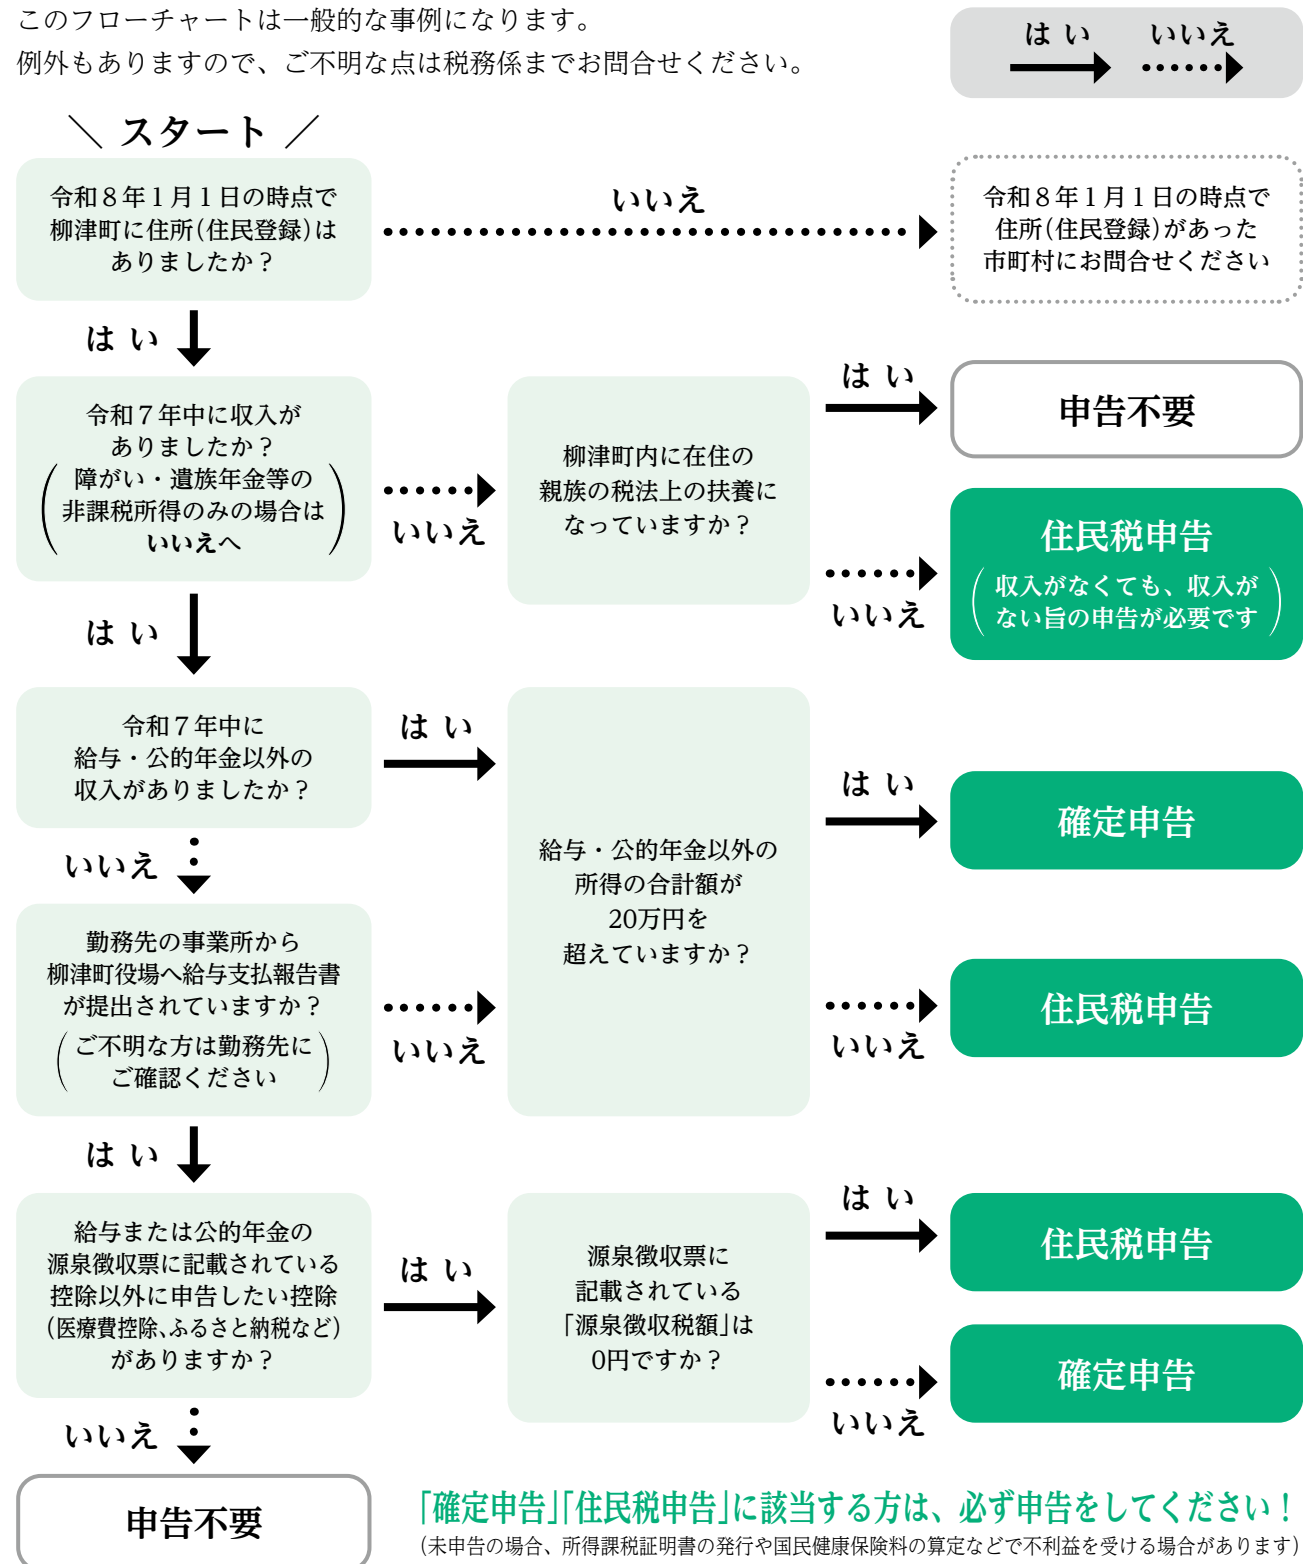 このフローチャートは一般的な事例になります。
例外もありますので、ご不明な点は税務係までお問合せください。
はい
いいえ
＼ スタート ／
令和８年１月１日の時点で
柳津町に住所(住民登録)は
ありましたか？
いいえ
令和８年１月１日の時点で
住所(住民登録)があった
市町村にお問合せください
はい
令和７年中に収入が
ありましたか？
(障がい・遺族年金等の
非課税所得のみの場合は
いいえへ)
いいえ
柳津町内に在住の
親族の税法上の扶養に
なっていますか？
はい
申告不要
いいえ
住民税申告
(収入がなくても、収入が
ない旨の申告が必要です)
はい
令和７年中に
給与・公的年金以外の
収入がありましたか？
はい
給与・公的年金以外の
所得の合計額が
20万円を
超えていますか？
はい
確定申告
いいえ
住民税申告
いいえ
勤務先の事業所から
柳津町役場へ給与支払報告書
が提出されていますか？
(ご不明な方は勤務先に
ご確認ください)
いいえ
はい
給与または公的年金の
源泉徴収票に記載されている
控除以外に申告したい控除
(医療費控除、ふるさと納税など)
がありますか？
はい
源泉徴収票に
記載されている
「源泉徴収税額」は
0円ですか？
はい
住民税申告
いいえ
確定申告
いいえ
申告不要
「確定申告」「住民税申告」に該当する方は、必ず申告をしてください！
(未申告の場合、所得課税証明書の発行や国民健康保険料の算定などで不利益を受ける場合があります)